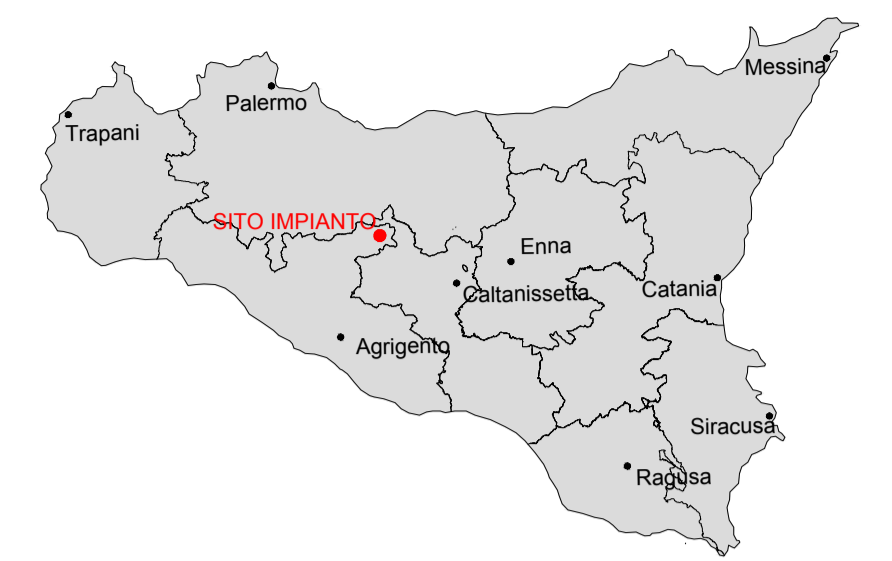 Messina
Palermo
Trapani
SITO IMPIANTO
Enna
Catania
Caltanissetta
Agrigento
Siracusa
Ragusa